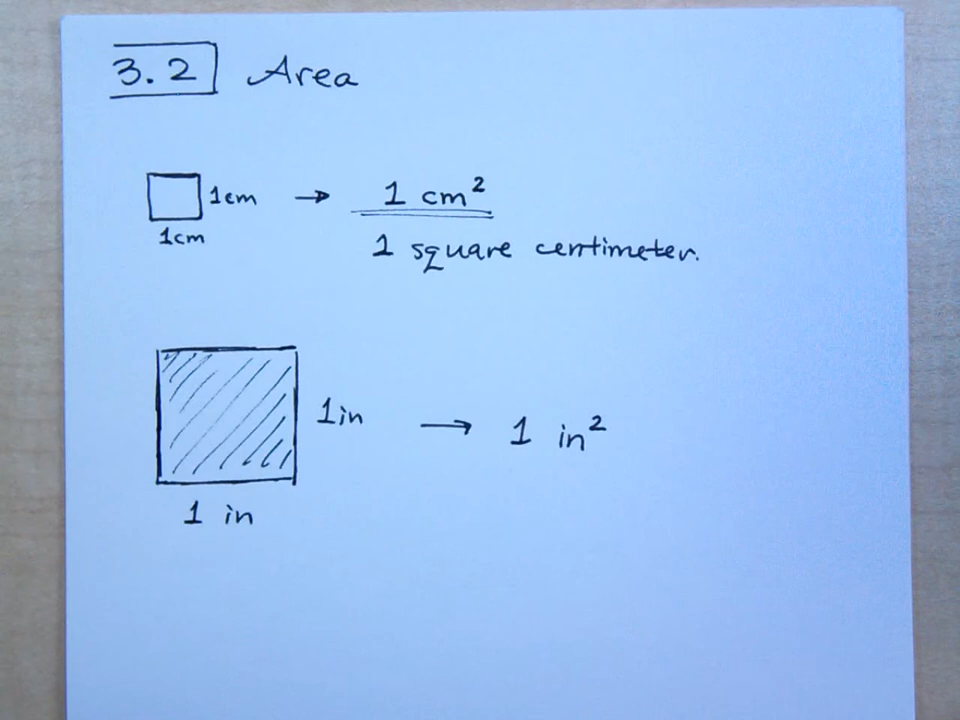 3.2 Area
1cm → 1 cm²
1cm
1 square centimeter.
1in → 1 in²
1 in